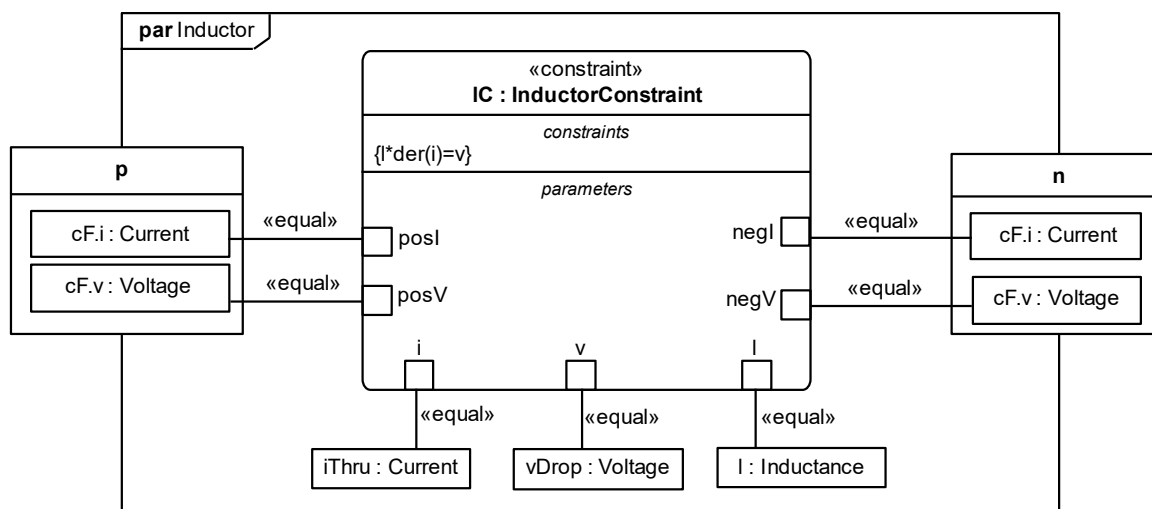 par Inductor
«constraint»
IC : InductorConstraint
constraints
{l*der(i)=v}
parameters
p
n
cF.i : Current
«equal»
posI
negI
«equal»
cF.i : Current
cF.v : Voltage
«equal»
posV
negV
«equal»
cF.v : Voltage
i
v
l
«equal»
«equal»
«equal»
iThru : Current
vDrop : Voltage
l : Inductance